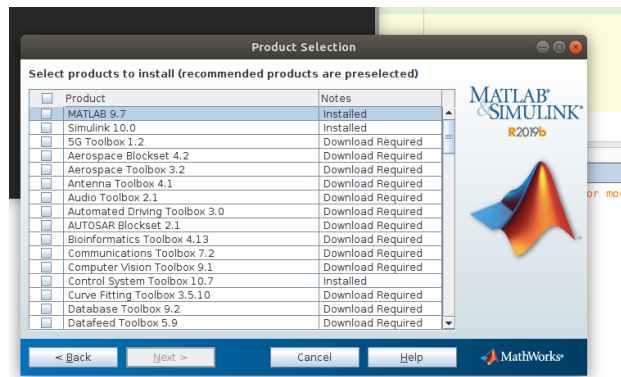 Product Selection
Select products to install (recommended products are preselected)
Product Notes
MATLAB 9.7 Installed
Simulink 10.0 Installed
5G Toolbox 1.2 Download Required
Aerospace Blockset 4.2 Download Required
Aerospace Toolbox 3.2 Download Required
Antenna Toolbox 4.1 Download Required
Audio Toolbox 2.1 Download Required
Automated Driving Toolbox 3.0 Download Required
AUTOSAR Blockset 2.1 Download Required
Bioinformatics Toolbox 4.13 Download Required
Communications Toolbox 7.2 Download Required
Computer Vision Toolbox 9.1 Download Required
Control System Toolbox 10.7 Installed
Curve Fitting Toolbox 3.5.10 Download Required
Database Toolbox 9.2 Download Required
Datafeed Toolbox 5.9 Download Required
MATLAB®
&SIMULINK®
R2019b
or mo
< Back Next > Cancel Help MathWorks®